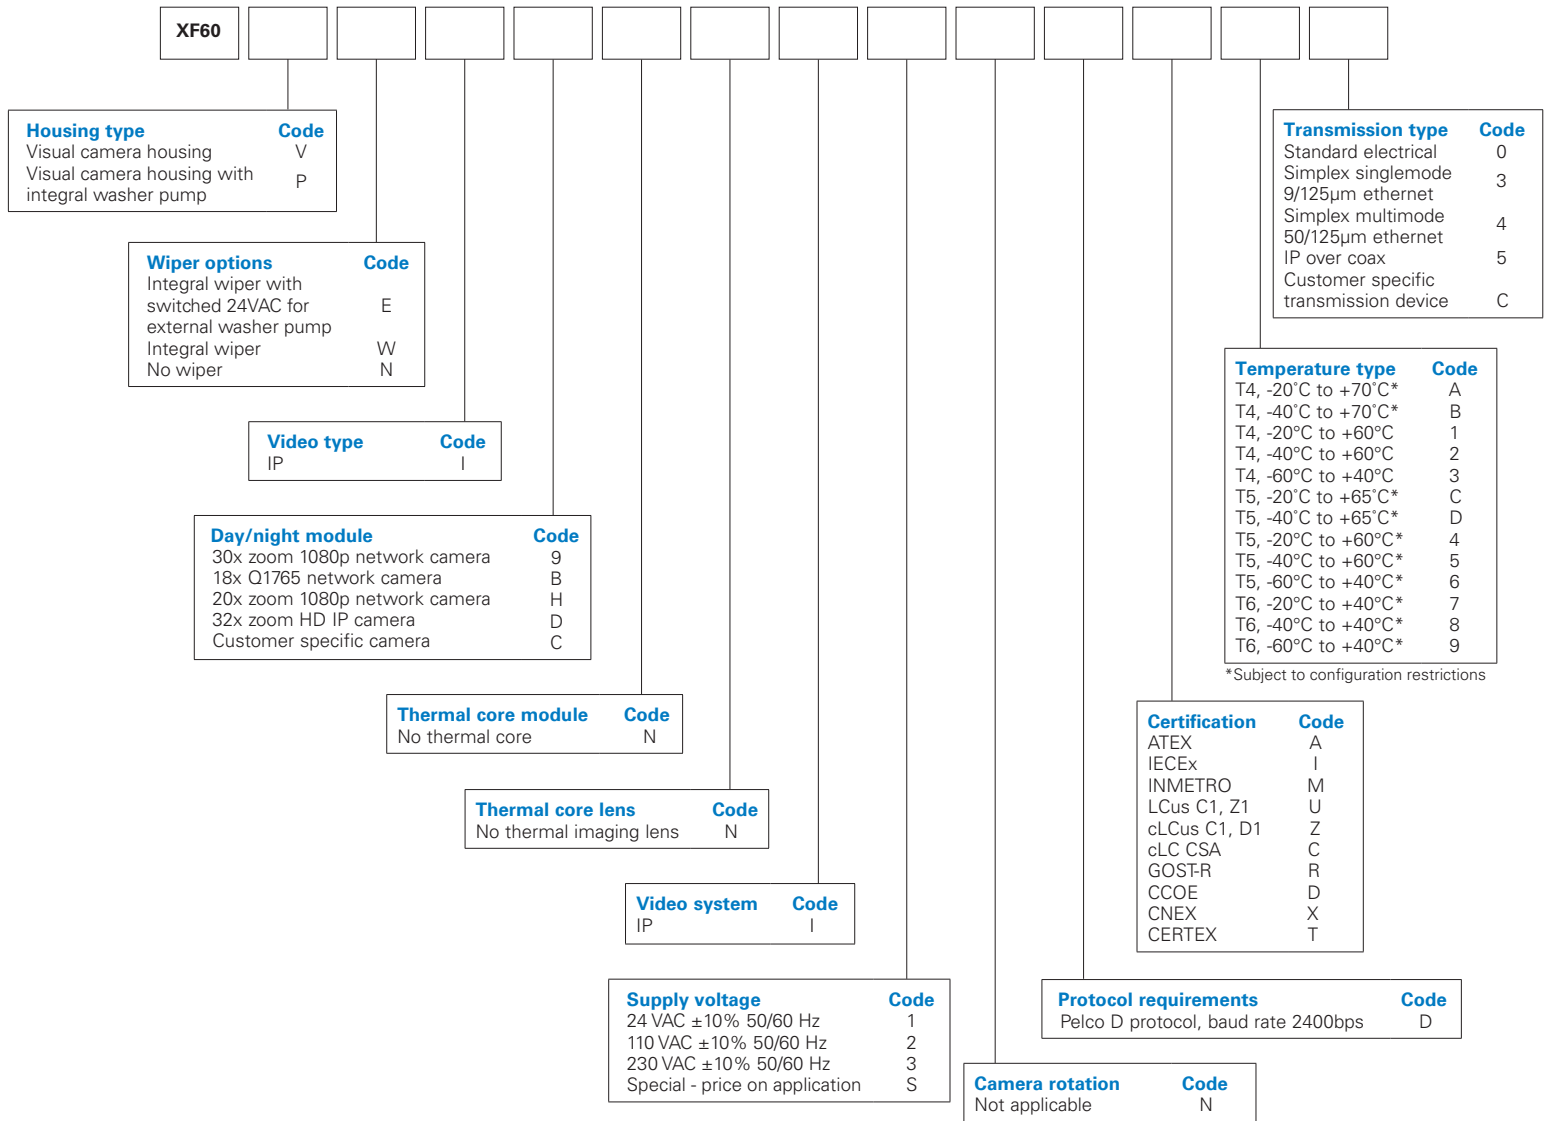 XF60
Housing type Code
Visual camera housing V
Visual camera housing with
integral washer pump P
Wiper options Code
Integral wiper with
switched 24VAC for E
external washer pump
Integral wiper W
No wiper N
Video type Code
IP I
Day/night module Code
30x zoom 1080p network camera 9
18x Q1765 network camera B
20x zoom 1080p network camera H
32x zoom HD IP camera D
Customer specific camera C
Thermal core module Code
No thermal core N
Thermal core lens Code
No thermal imaging lens N
Video system Code
IP I
Supply voltage Code
24 VAC ±10% 50/60 Hz 1
110 VAC ±10% 50/60 Hz 2
230 VAC ±10% 50/60 Hz 3
Special - price on application S
Camera rotation Code
Not applicable N
Protocol requirements Code
Pelco D protocol, baud rate 2400bps D
Certification Code
ATEX A
IECEx I
INMETRO M
LCus C1, Z1 U
cLCus C1, D1 Z
cLC CSA C
GOST-R R
CCOE D
CNEX X
CERTEX T
Temperature type Code
T4, -20˚C to +70˚C* A
T4, -40˚C to +70˚C* B
T4, -20°C to +60°C 1
T4, -40°C to +60°C 2
T4, -60°C to +40°C 3
T5, -20˚C to +65˚C* C
T5, -40˚C to +65˚C* D
T5, -20°C to +60°C* 4
T5, -40°C to +60°C* 5
T5, -60°C to +40°C* 6
T6, -20°C to +40°C* 7
T6, -40°C to +40°C* 8
T6, -60°C to +40°C* 9
*Subject to configuration restrictions
Transmission type Code
Standard electrical 0
Simplex singlemode
9/125µm ethernet 3
Simplex multimode
50/125µm ethernet 4
IP over coax 5
Customer specific
transmission device C